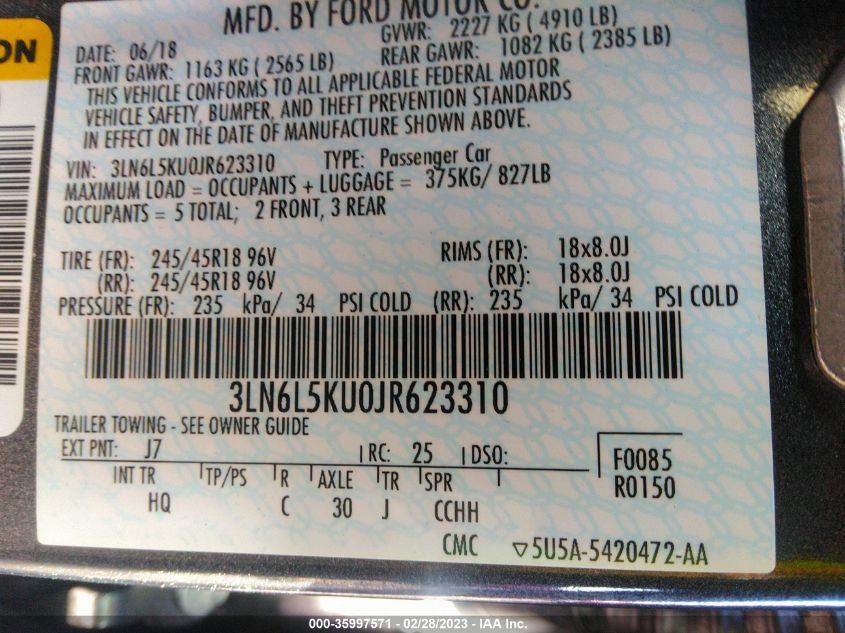 MFD. BY FORD MOTOR CO.
DATE: 06/18 GVWR: 2227 KG ( 4910 LB)
FRONT GAWR: 1163 KG ( 2565 LB) REAR GAWR: 1082 KG ( 2385 LB)
THIS VEHICLE CONFORMS TO ALL APPLICABLE FEDERAL MOTOR
VEHICLE SAFETY, BUMPER, AND THEFT PREVENTION STANDARDS
IN EFFECT ON THE DATE OF MANUFACTURE SHOWN ABOVE.
VIN: 3LN6L5KU0JR623310 TYPE: Passenger Car
MAXIMUM LOAD = OCCUPANTS + LUGGAGE = 375KG/ 827LB
OCCUPANTS = 5 TOTAL; 2 FRONT, 3 REAR
TIRE (FR): 245/45R18 96V RIMS (FR): 18x8.0J
(RR): 245/45R18 96V (RR): 18x8.0J
PRESSURE (FR): 235 kPa/ 34 PSI COLD (RR): 235 kPa/ 34 PSI COLD
3LN6L5KU0JR623310
TRAILER TOWING - SEE OWNER GUIDE
EXT PNT: J7 RC: 25 DSO: F0085
INT TR TP/PS R AXLE TR SPR R0150
HQ C 30 J CCHH
CMC ▽5U5A-5420472-AA
000-35997571 - 02/28/2023 - IAA Inc.